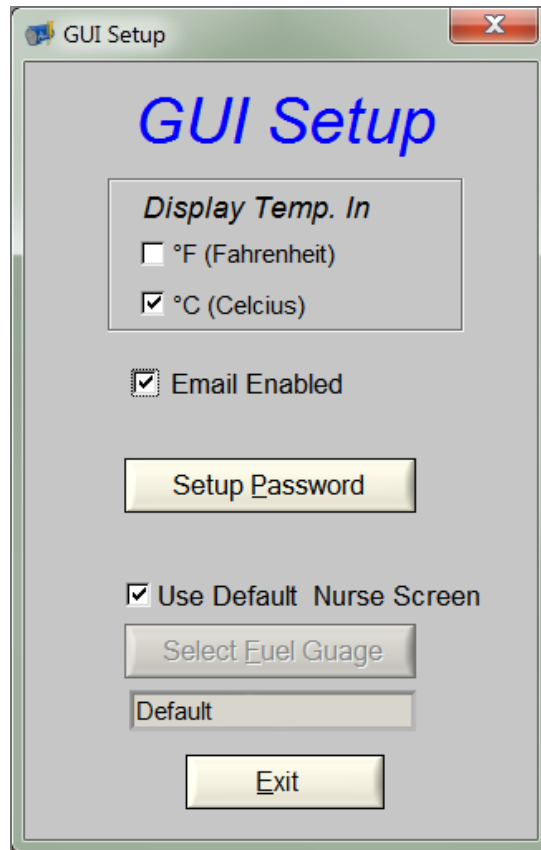 GUI Setup
GUI Setup
Display Temp. In
°F (Fahrenheit)
°C (Celcius)
Email Enabled
Setup Password
Use Default Nurse Screen
Select Fuel Guage
Default
Exit